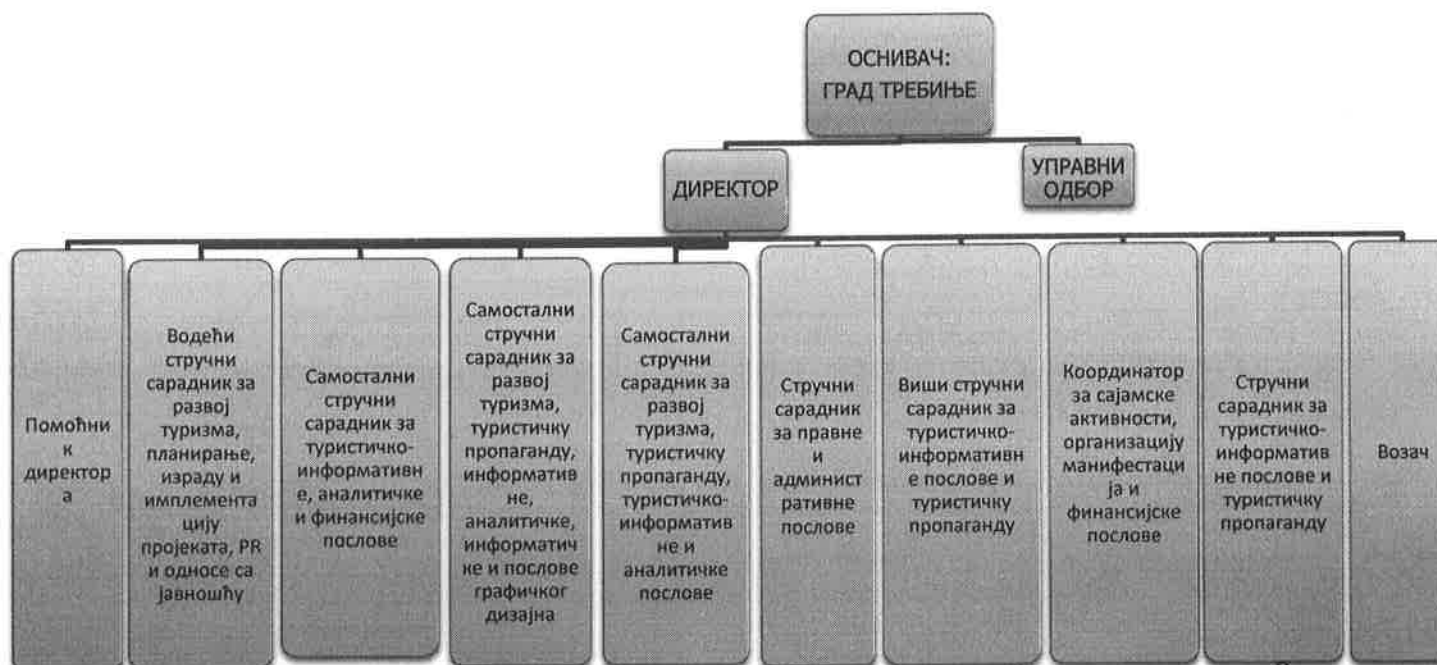 ОСНИВАЧ:
ГРАД ТРЕБИЊЕ
ДИРЕКТОР
УПРАВНИ
ОДБОР
Помоћни
к
директор
а
Водећи
стручни
сарадник за
развој
туризма,
планирање,
израду и
имплемента
цију
пројеката, PR
и односе са
јавношћу
Самостални
стручни
сарадник за
туристичко-
информативн
е, аналитичке
и финансијске
послове
Самостални
стручни
сарадник за
развој
туризма,
туристичку
пропаганду,
информатив
не,
аналитичке,
информатич
ке и послове
графичког
дизајна
Самостални
стручни
сарадник за
развој
туризма,
туристичку
пропаганду,
туристичко-
информатив
не и
аналитичке
послове
Стручни
сарадник
за правне
и
админист
ративне
послове
Виши стручни
сарадник за
туристичко-
информативн
е послове и
туристичку
пропаганду
Координатор
за сајамске
активности,
организацију
манифестаци
ја и
финансијске
послове
Стручни
сарадник за
туристичко-
информатив
не послове и
туристичку
пропаганду
Возач